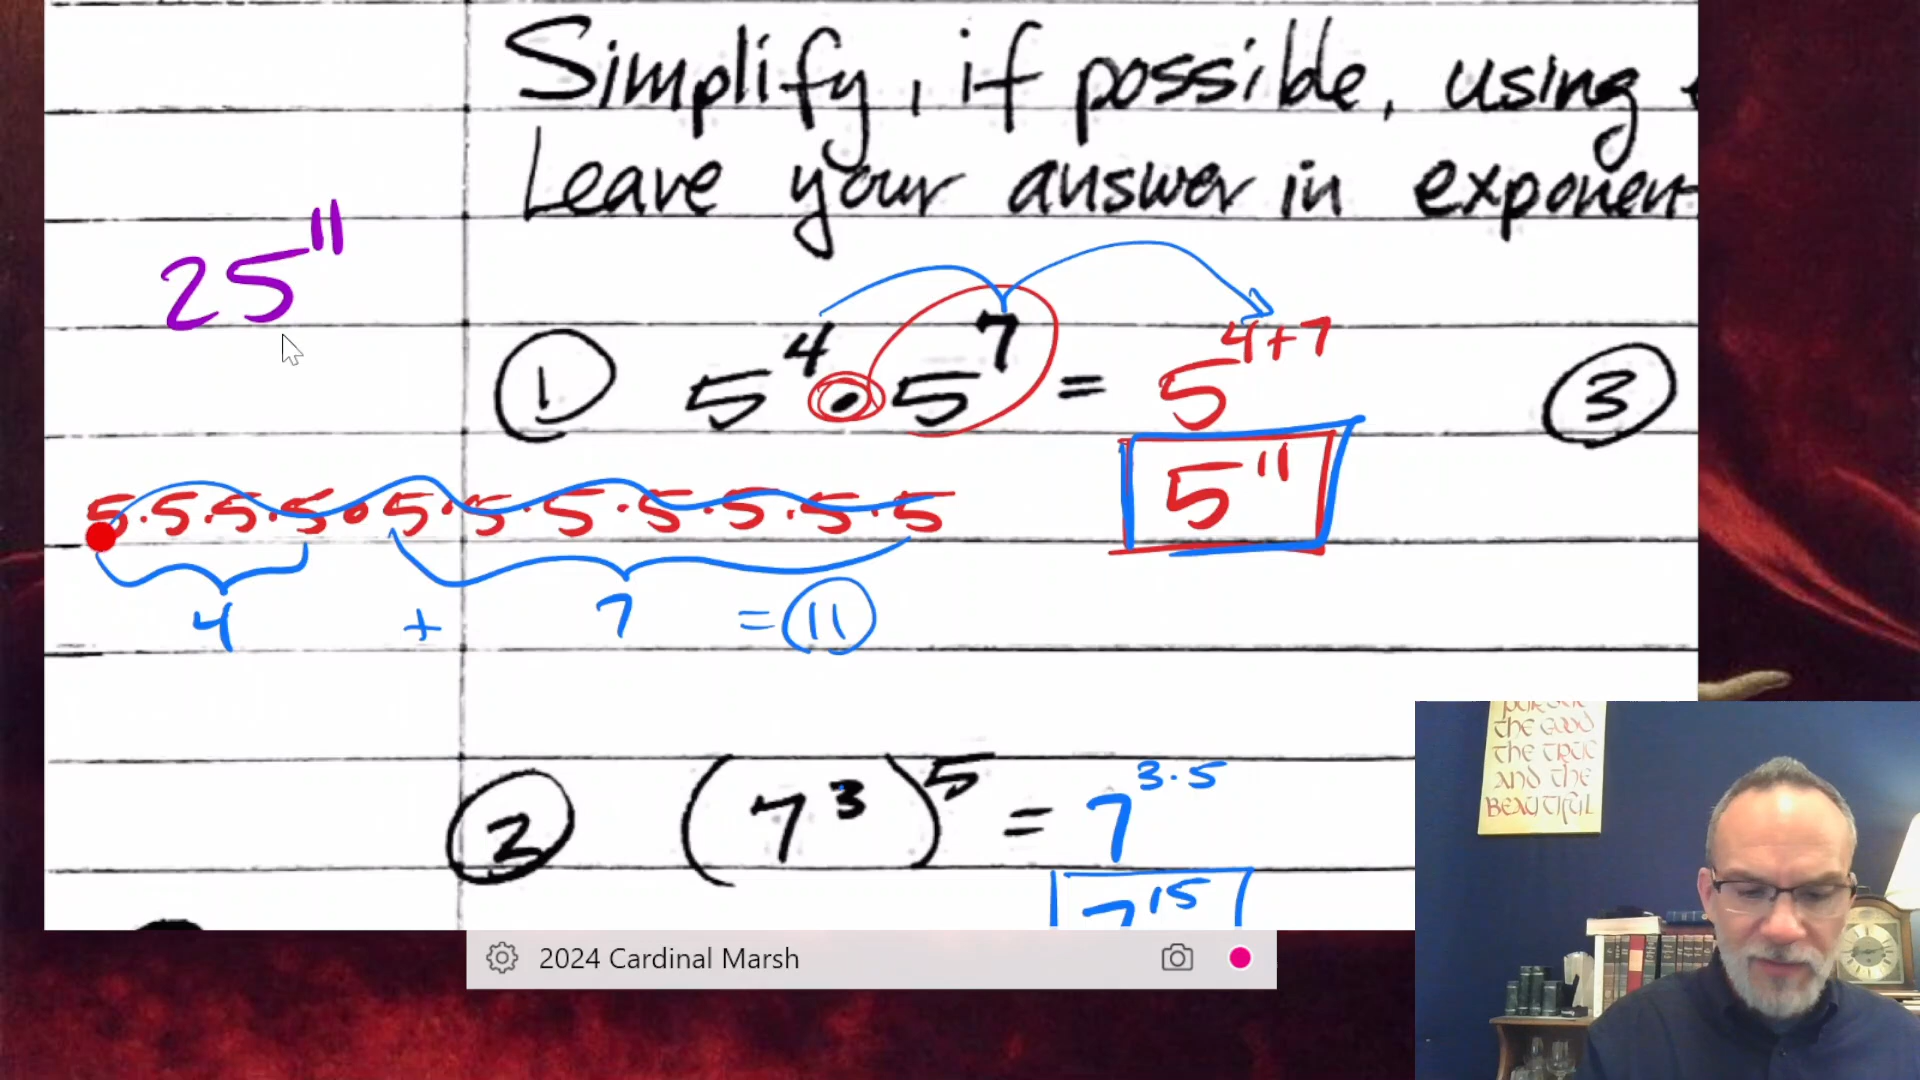 Simplify, if possible, using
Leave your answer in exponent
25^11
① 5^4 · 5^7 = 5^4+7
③
5^11
5·5·5·5·5·5·5·5·5·5·5
4 + 7 = 11
② (7^3)^5 = 7^3·5
7^15
THE GOOD
THE TRUE
AND THE
BEAUTIFUL
2024 Cardinal Marsh